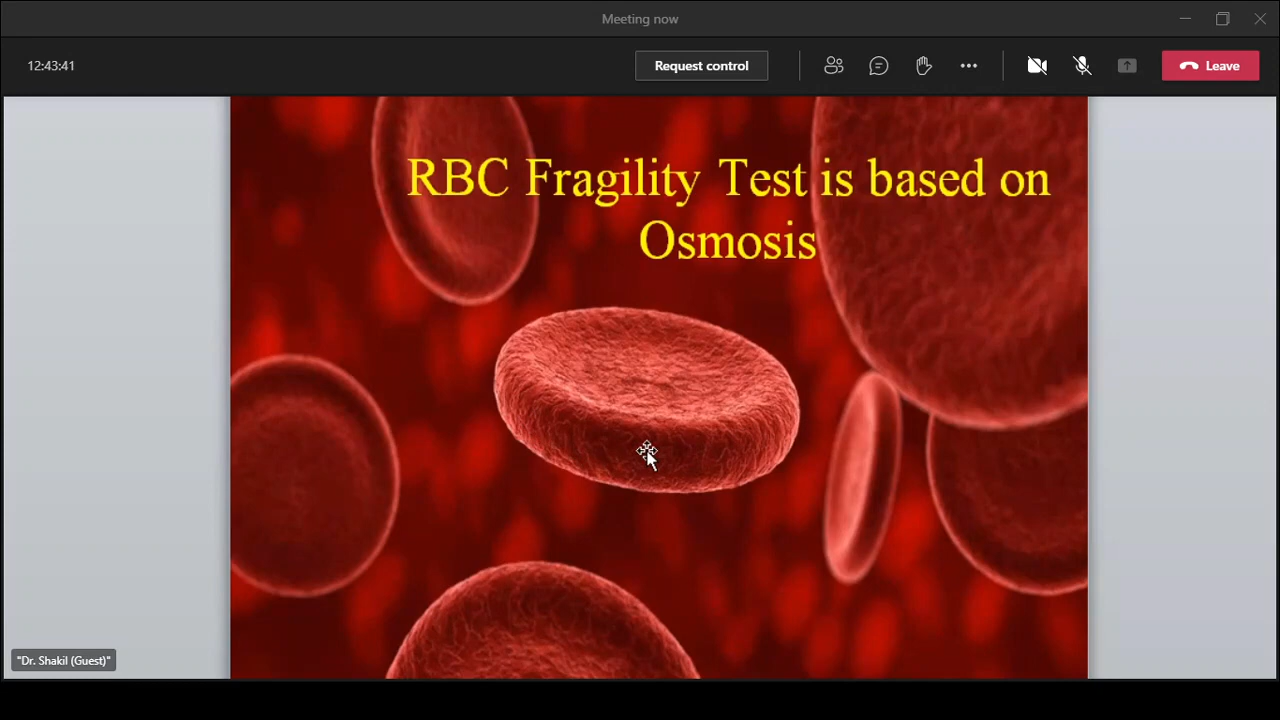 Meeting now
12:43:41
Request control
Leave
RBC Fragility Test is based on
Osmosis
"Dr. Shakil (Guest)"